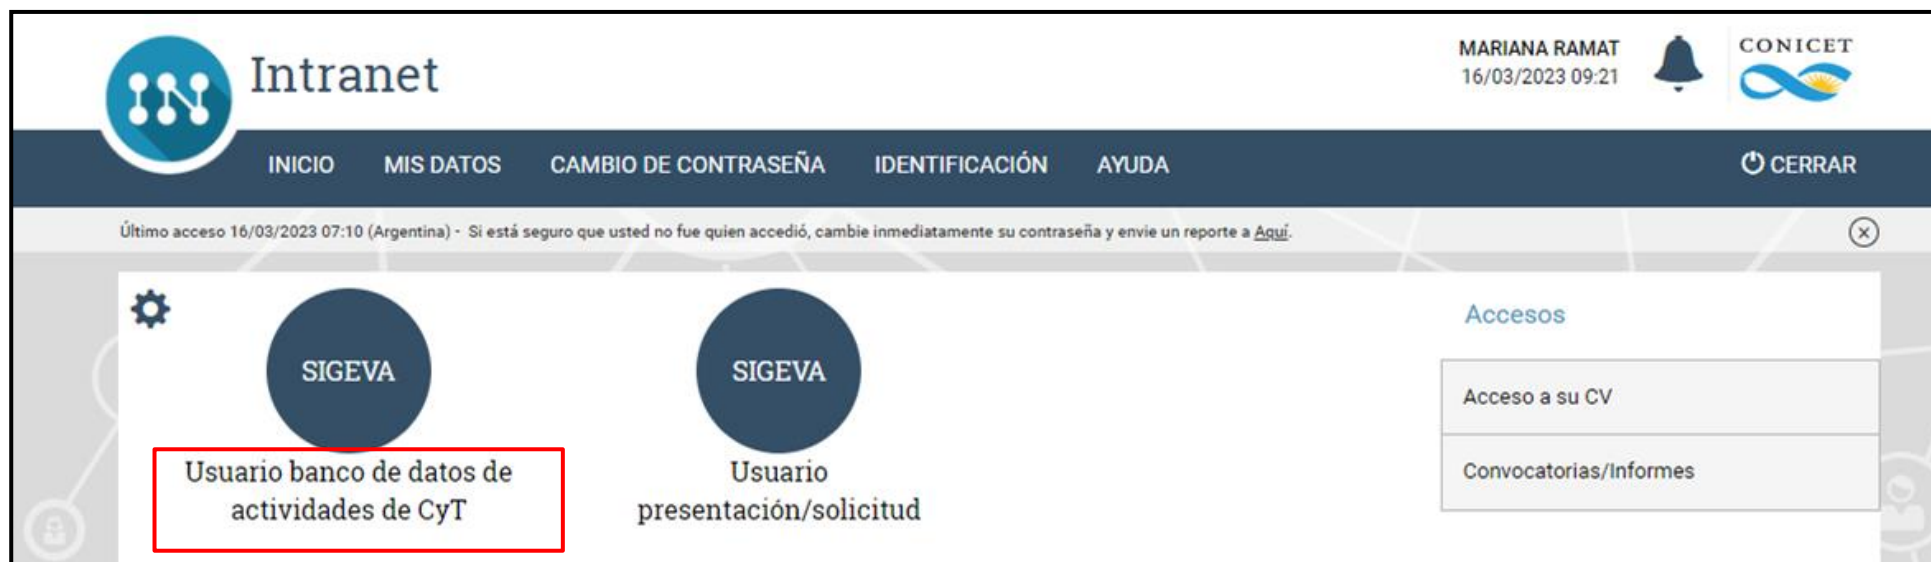 IN
Intranet
MARIANA RAMAT
16/03/2023 09:21
CONICET
INICIO MIS DATOS CAMBIO DE CONTRASEÑA IDENTIFICACIÓN AYUDA CERRAR
Último acceso 16/03/2023 07:10 (Argentina) - Si está seguro que usted no fue quien accedió, cambie inmediatamente su contraseña y envie un reporte a Aquí.
SIGEVA
Usuario banco de datos de
actividades de CyT
SIGEVA
Usuario
presentación/solicitud
Accesos
Acceso a su CV
Convocatorias/Informes